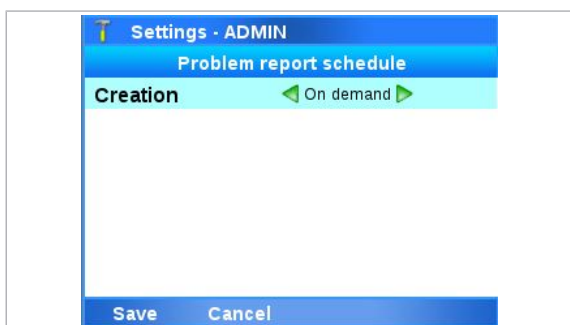 Settings - ADMIN
Problem report schedule
Creation On demand
Save Cancel